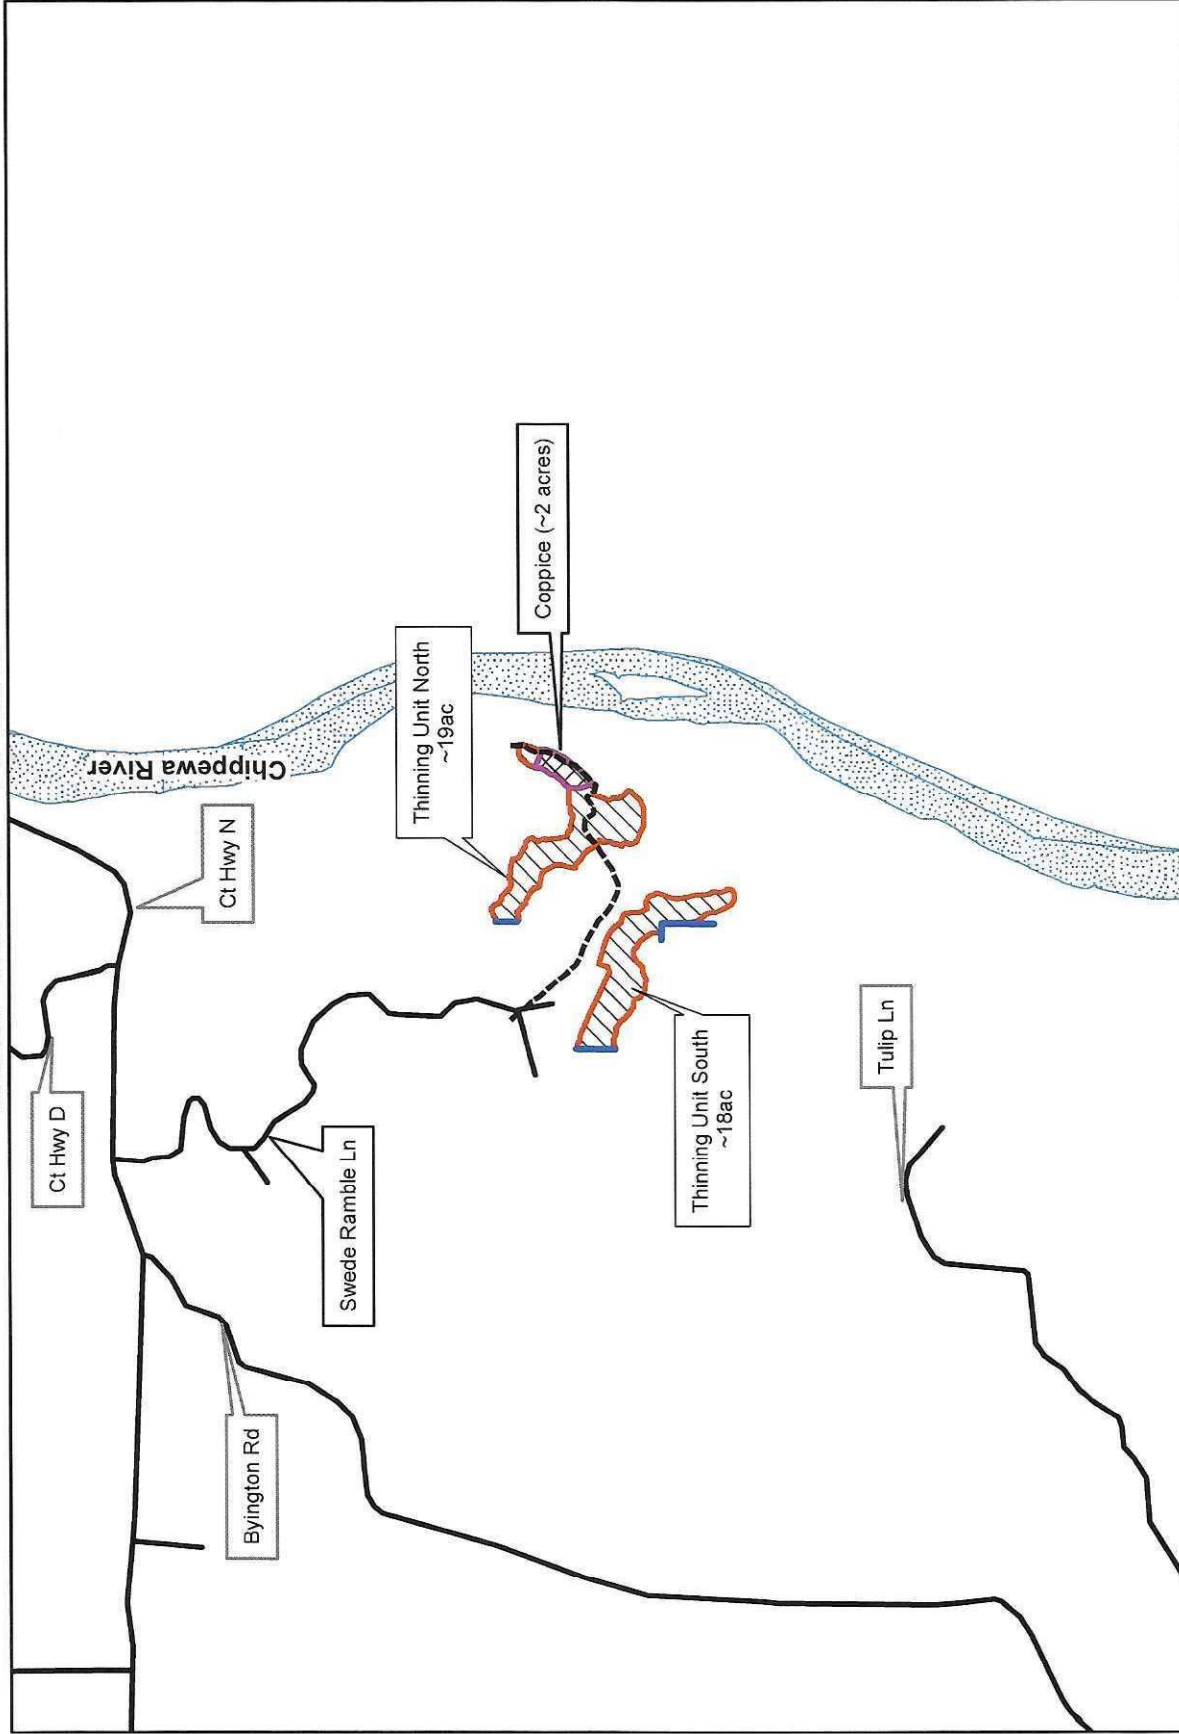 Ct Hwy D
Ct Hwy N
Chippewa River
Byington Rd
Swede Ramble Ln
Thinning Unit North
~19ac
Coppice (~2 acres)
Thinning Unit South
~18ac
Tulip Ln